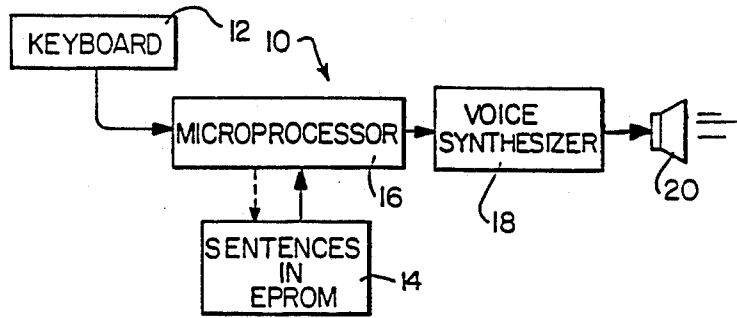 KEYBOARD
12
10
MICROPROCESSOR
16
VOICE
SYNTHESIZER
18
20
SENTENCES
IN
EPROM
14